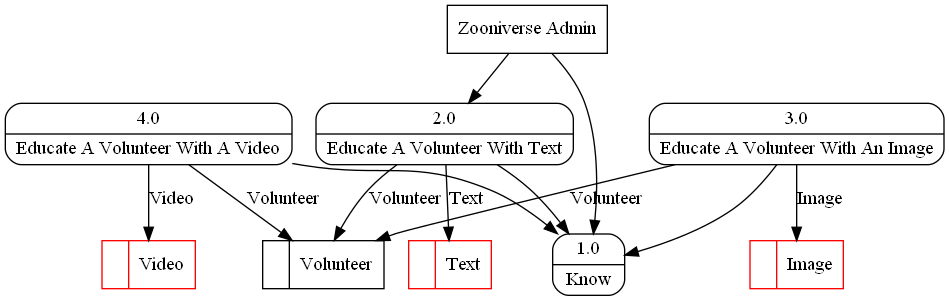 Zooniverse Admin
4.0
Educate A Volunteer With A Video
2.0
Educate A Volunteer With Text
3.0
Educate A Volunteer With An Image
Video
Volunteer
Volunteer
Text
Volunteer
Image
Video
Volunteer
Text
1.0
Know
Image